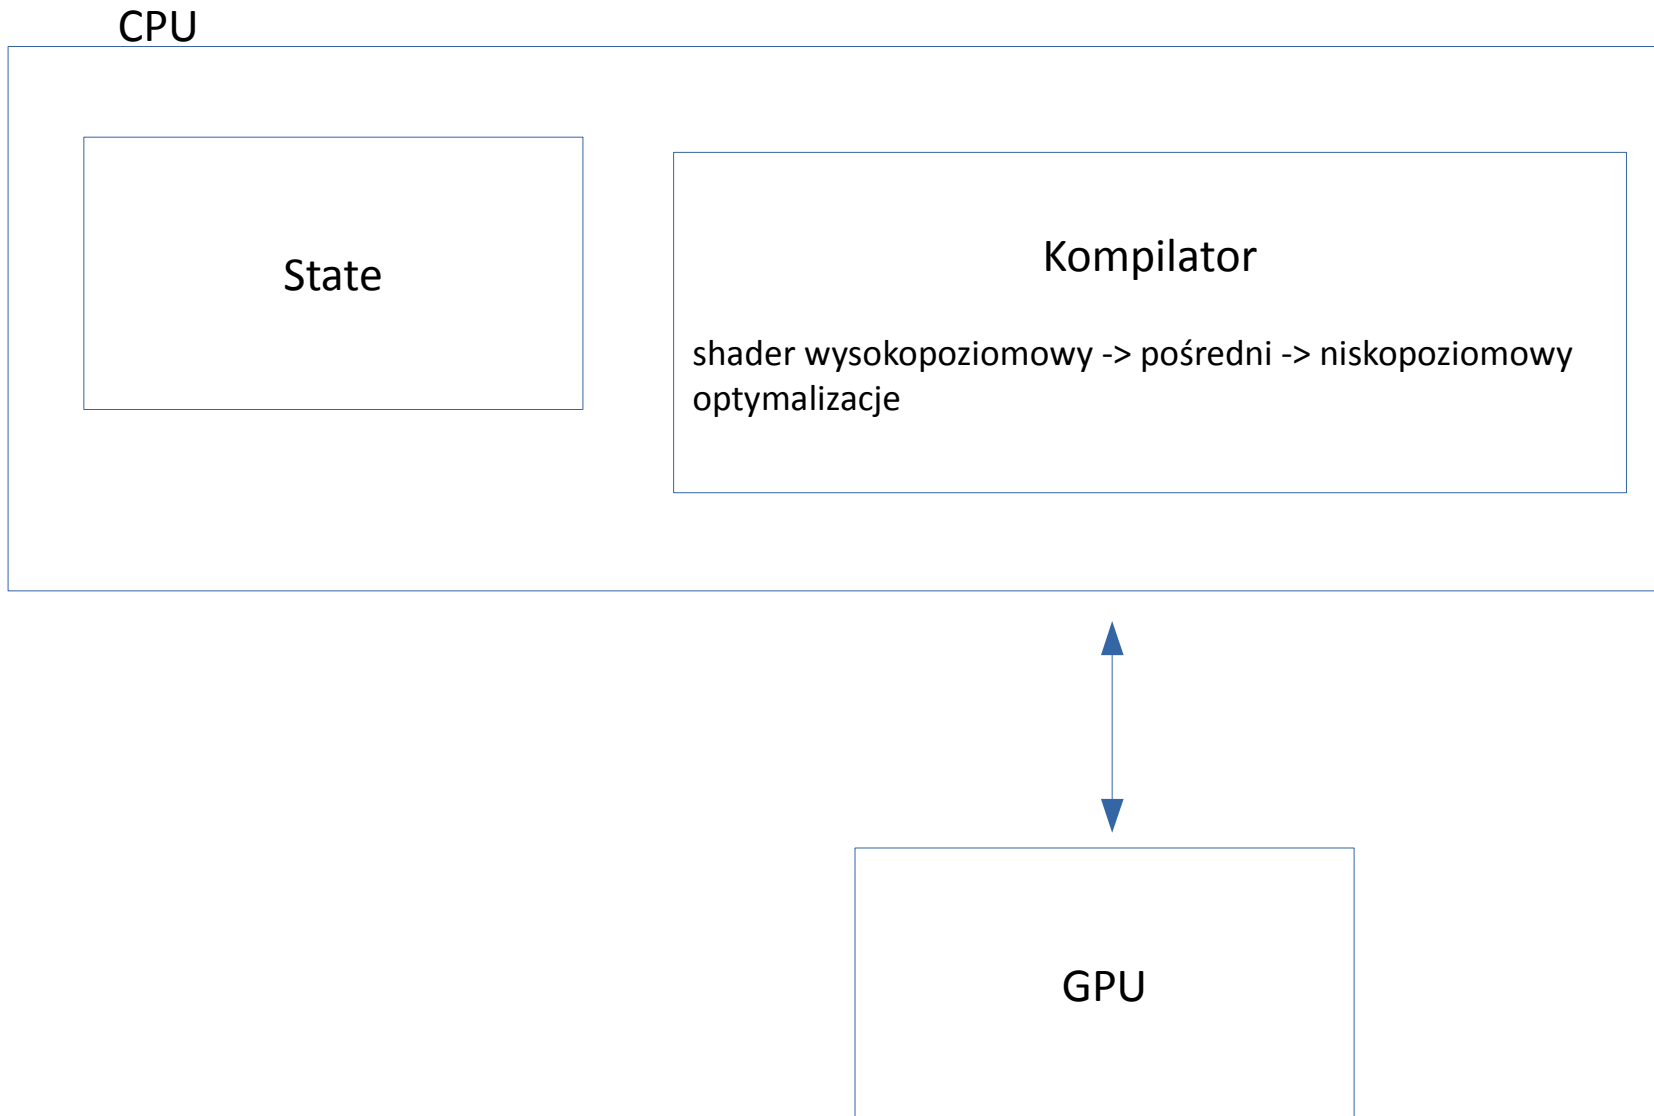 CPU
State
Kompilator
shader wysokopoziomowy -> pośredni -> niskopoziomowy
optymalizacje
GPU